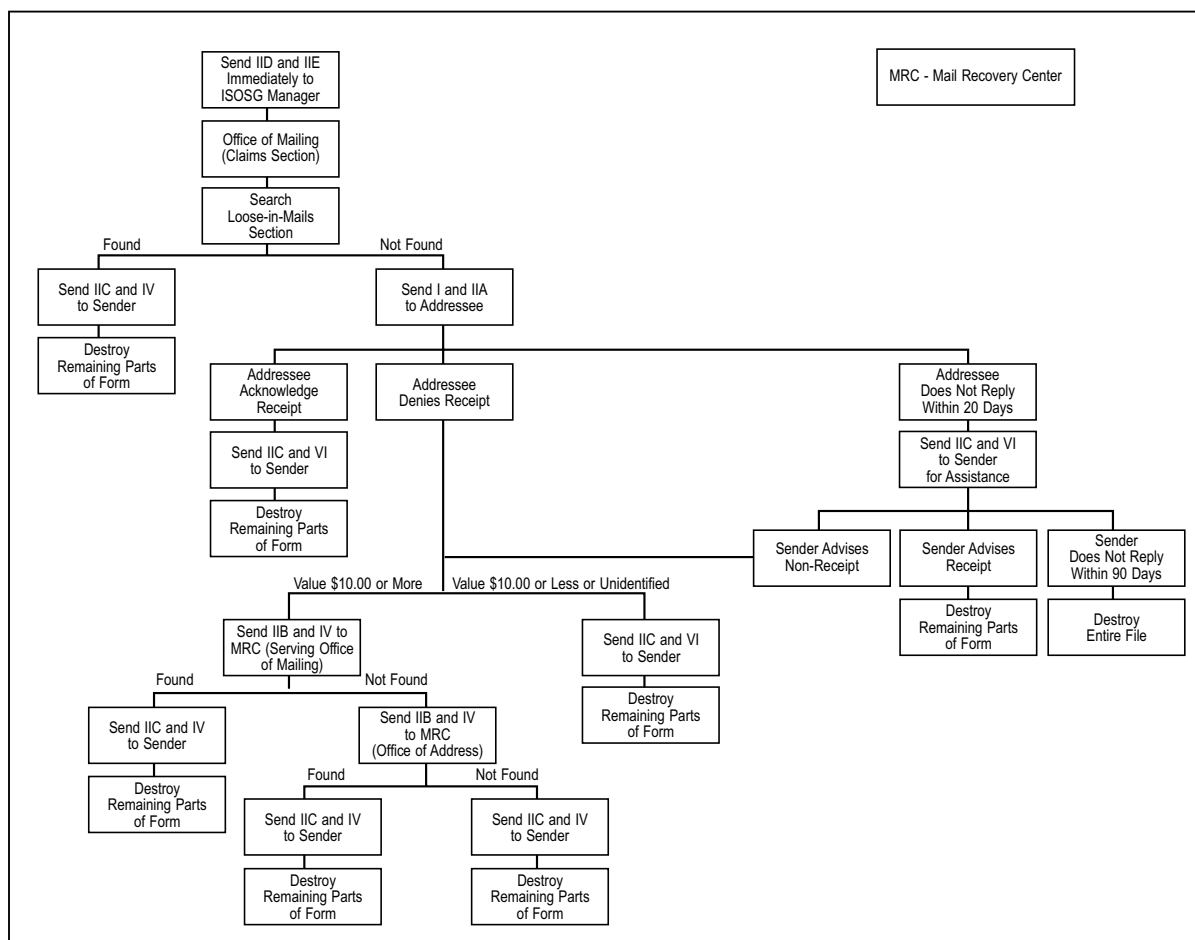 Send IID and IIE
Immediately to
ISOSG Manager
MRC - Mail Recovery Center
Office of Mailing
(Claims Section)
Search
Loose-in-Mails
Section
Found
Not Found
Send IIC and IV
to Sender
Send I and IIA
to Addressee
Destroy
Remaining Parts
of Form
Addressee
Acknowledge
Receipt
Addressee
Denies Receipt
Addressee
Does Not Reply
Within 20 Days
Send IIC and VI
to Sender
Send IIC and VI
to Sender
for Assistance
Destroy
Remaining Parts
of Form
Sender Advises
Non-Receipt
Sender Advises
Receipt
Sender
Does Not Reply
Within 90 Days
Value $10.00 or More
Value $10.00 or Less or Unidentified
Destroy
Remaining Parts
of Form
Destroy
Entire File
Send IIB and IV to
MRC (Serving Office
of Mailing)
Send IIC and VI
to Sender
Found
Not Found
Destroy
Remaining Parts
of Form
Send IIC and IV
to Sender
Send IIB and IV
to MRC
(Office of Address)
Destroy
Remaining Parts
of Form
Found
Not Found
Send IIC and IV
to Sender
Send IIC and IV
to Sender
Destroy
Remaining Parts
of Form
Destroy
Remaining Parts
of Form